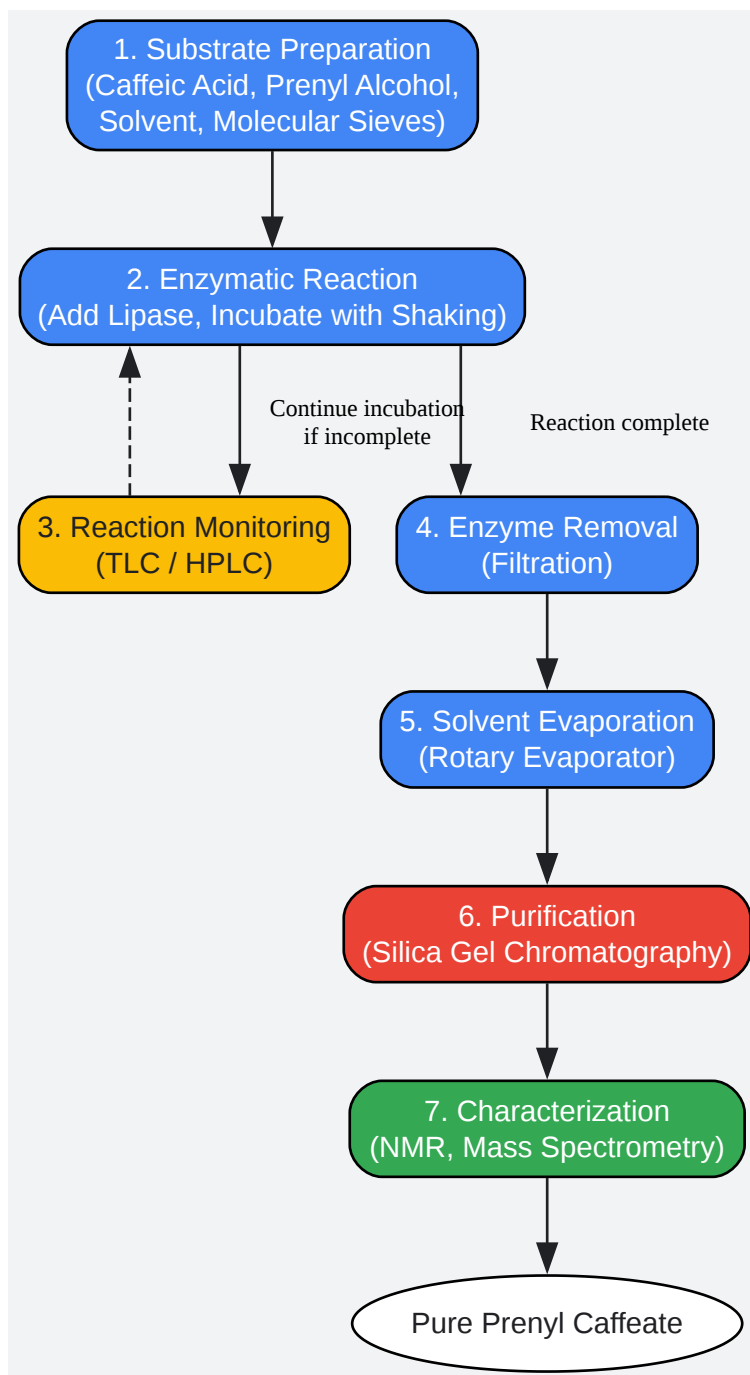 1. Substrate Preparation
(Caffeic Acid, Prenyl Alcohol,
Solvent, Molecular Sieves)
2. Enzymatic Reaction
(Add Lipase, Incubate with Shaking)
Continue incubation
if incomplete
Reaction complete
3. Reaction Monitoring
(TLC / HPLC)
4. Enzyme Removal
(Filtration)
5. Solvent Evaporation
(Rotary Evaporator)
6. Purification
(Silica Gel Chromatography)
7. Characterization
(NMR, Mass Spectrometry)
Pure Prenyl Caffeate